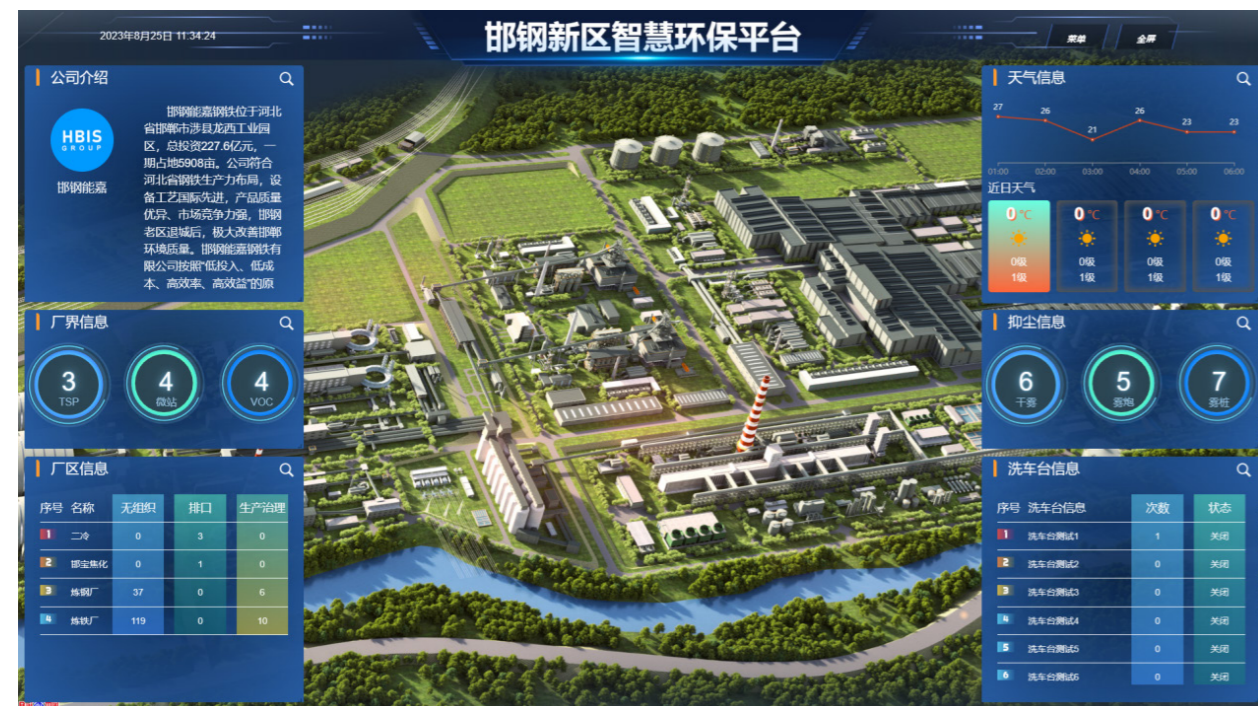 2023年8月25日 11:34:24
邯钢新区智慧环保平台
菜单
全屏
公司介绍
HBIS
GROUP
邯钢能嘉
邯钢能嘉钢铁位于河北
省邯郸市涉县龙西工业园
区，总投资227.6亿元，一
期占地5908亩。公司符合
河北省钢铁生产力布局，设
备工艺国际先进，产品质量
优异、市场竞争力强，邯钢
老区退城后，极大改善邯郸
环境质量。邯钢能嘉钢铁有
限公司按照“低投入、低成
本、高效率、高效益”的原
厂界信息
3 4 4
TSP 微站 VOC
厂区信息
序号 名称 无组织 排口 生产治理
1 二冷 0 3 0
2 邯宝焦化 0 1 0
3 炼钢厂 37 0 6
4 炼铁厂 119 0 10
天气信息
27 26 21 26 23 23
01:00 02:00 03:00 04:00 05:00 06:00
近日天气
0℃ 0℃ 0℃ 0℃
0级 0级 0级 0级
1级 1级 1级 1级
抑尘信息
6 5 7
干雾 雾炮 雾桩
洗车台信息
序号 洗车台信息 次数 状态
1 洗车台测试1 1 关闭
2 洗车台测试2 0 关闭
3 洗车台测试3 0 关闭
4 洗车台测试4 0 关闭
5 洗车台测试5 0 关闭
6 洗车台测试6 0 关闭